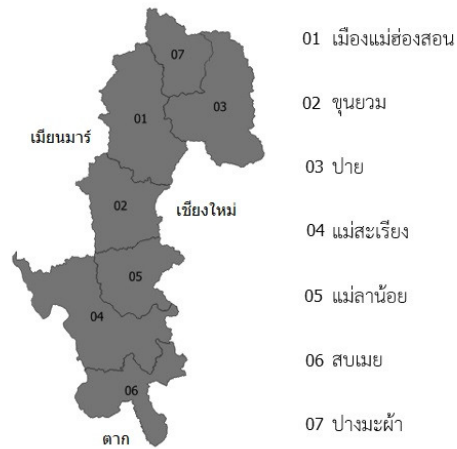 07
03
01
เมียนมาร์
02
เชียงใหม่
05
04
06
ตาก
01 เมืองแม่ฮ่องสอน
02 ขุนยวม
03 ปาย
04 แม่สะเรียง
05 แม่ลาน้อย
06 สบเมย
07 ปางมะผ้า